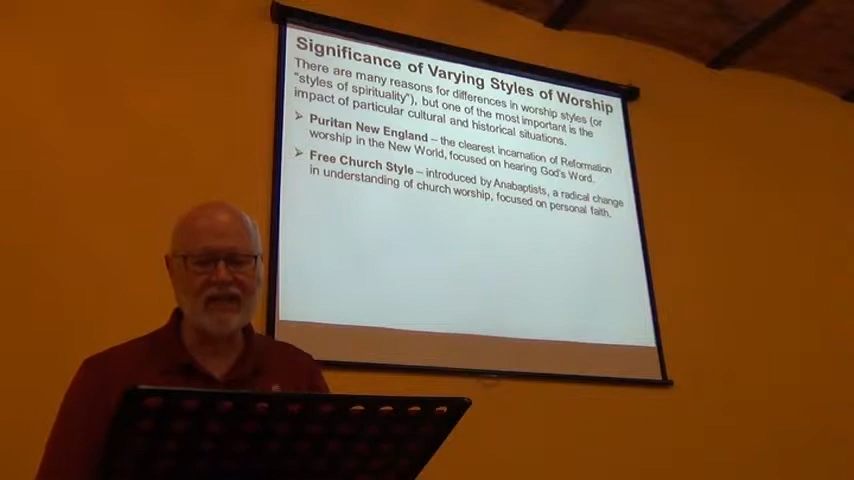 Significance of Varying Styles of Worship
There are many reasons for differences in worship styles (or
"styles of spirituality"), but one of the most important is the
impact of particular cultural and historical situations.
➢ Puritan New England – the clearest incarnation of Reformation
worship in the New World, focused on hearing God's Word.
➢ Free Church Style – introduced by Anabaptists, a radical change
in understanding of church worship, focused on personal faith.